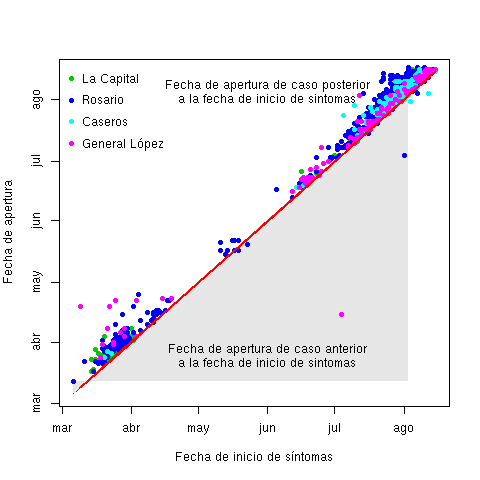 La Capital
Rosario
Caseros
General López
Fecha de apertura de caso posterior
a la fecha de inicio de sintomas
Fecha de apertura de caso anterior
a la fecha de inicio de sintomas
Fecha de apertura
mar
abr
may
jun
jul
ago
mar
abr
may
jun
jul
ago
Fecha de inicio de síntomas